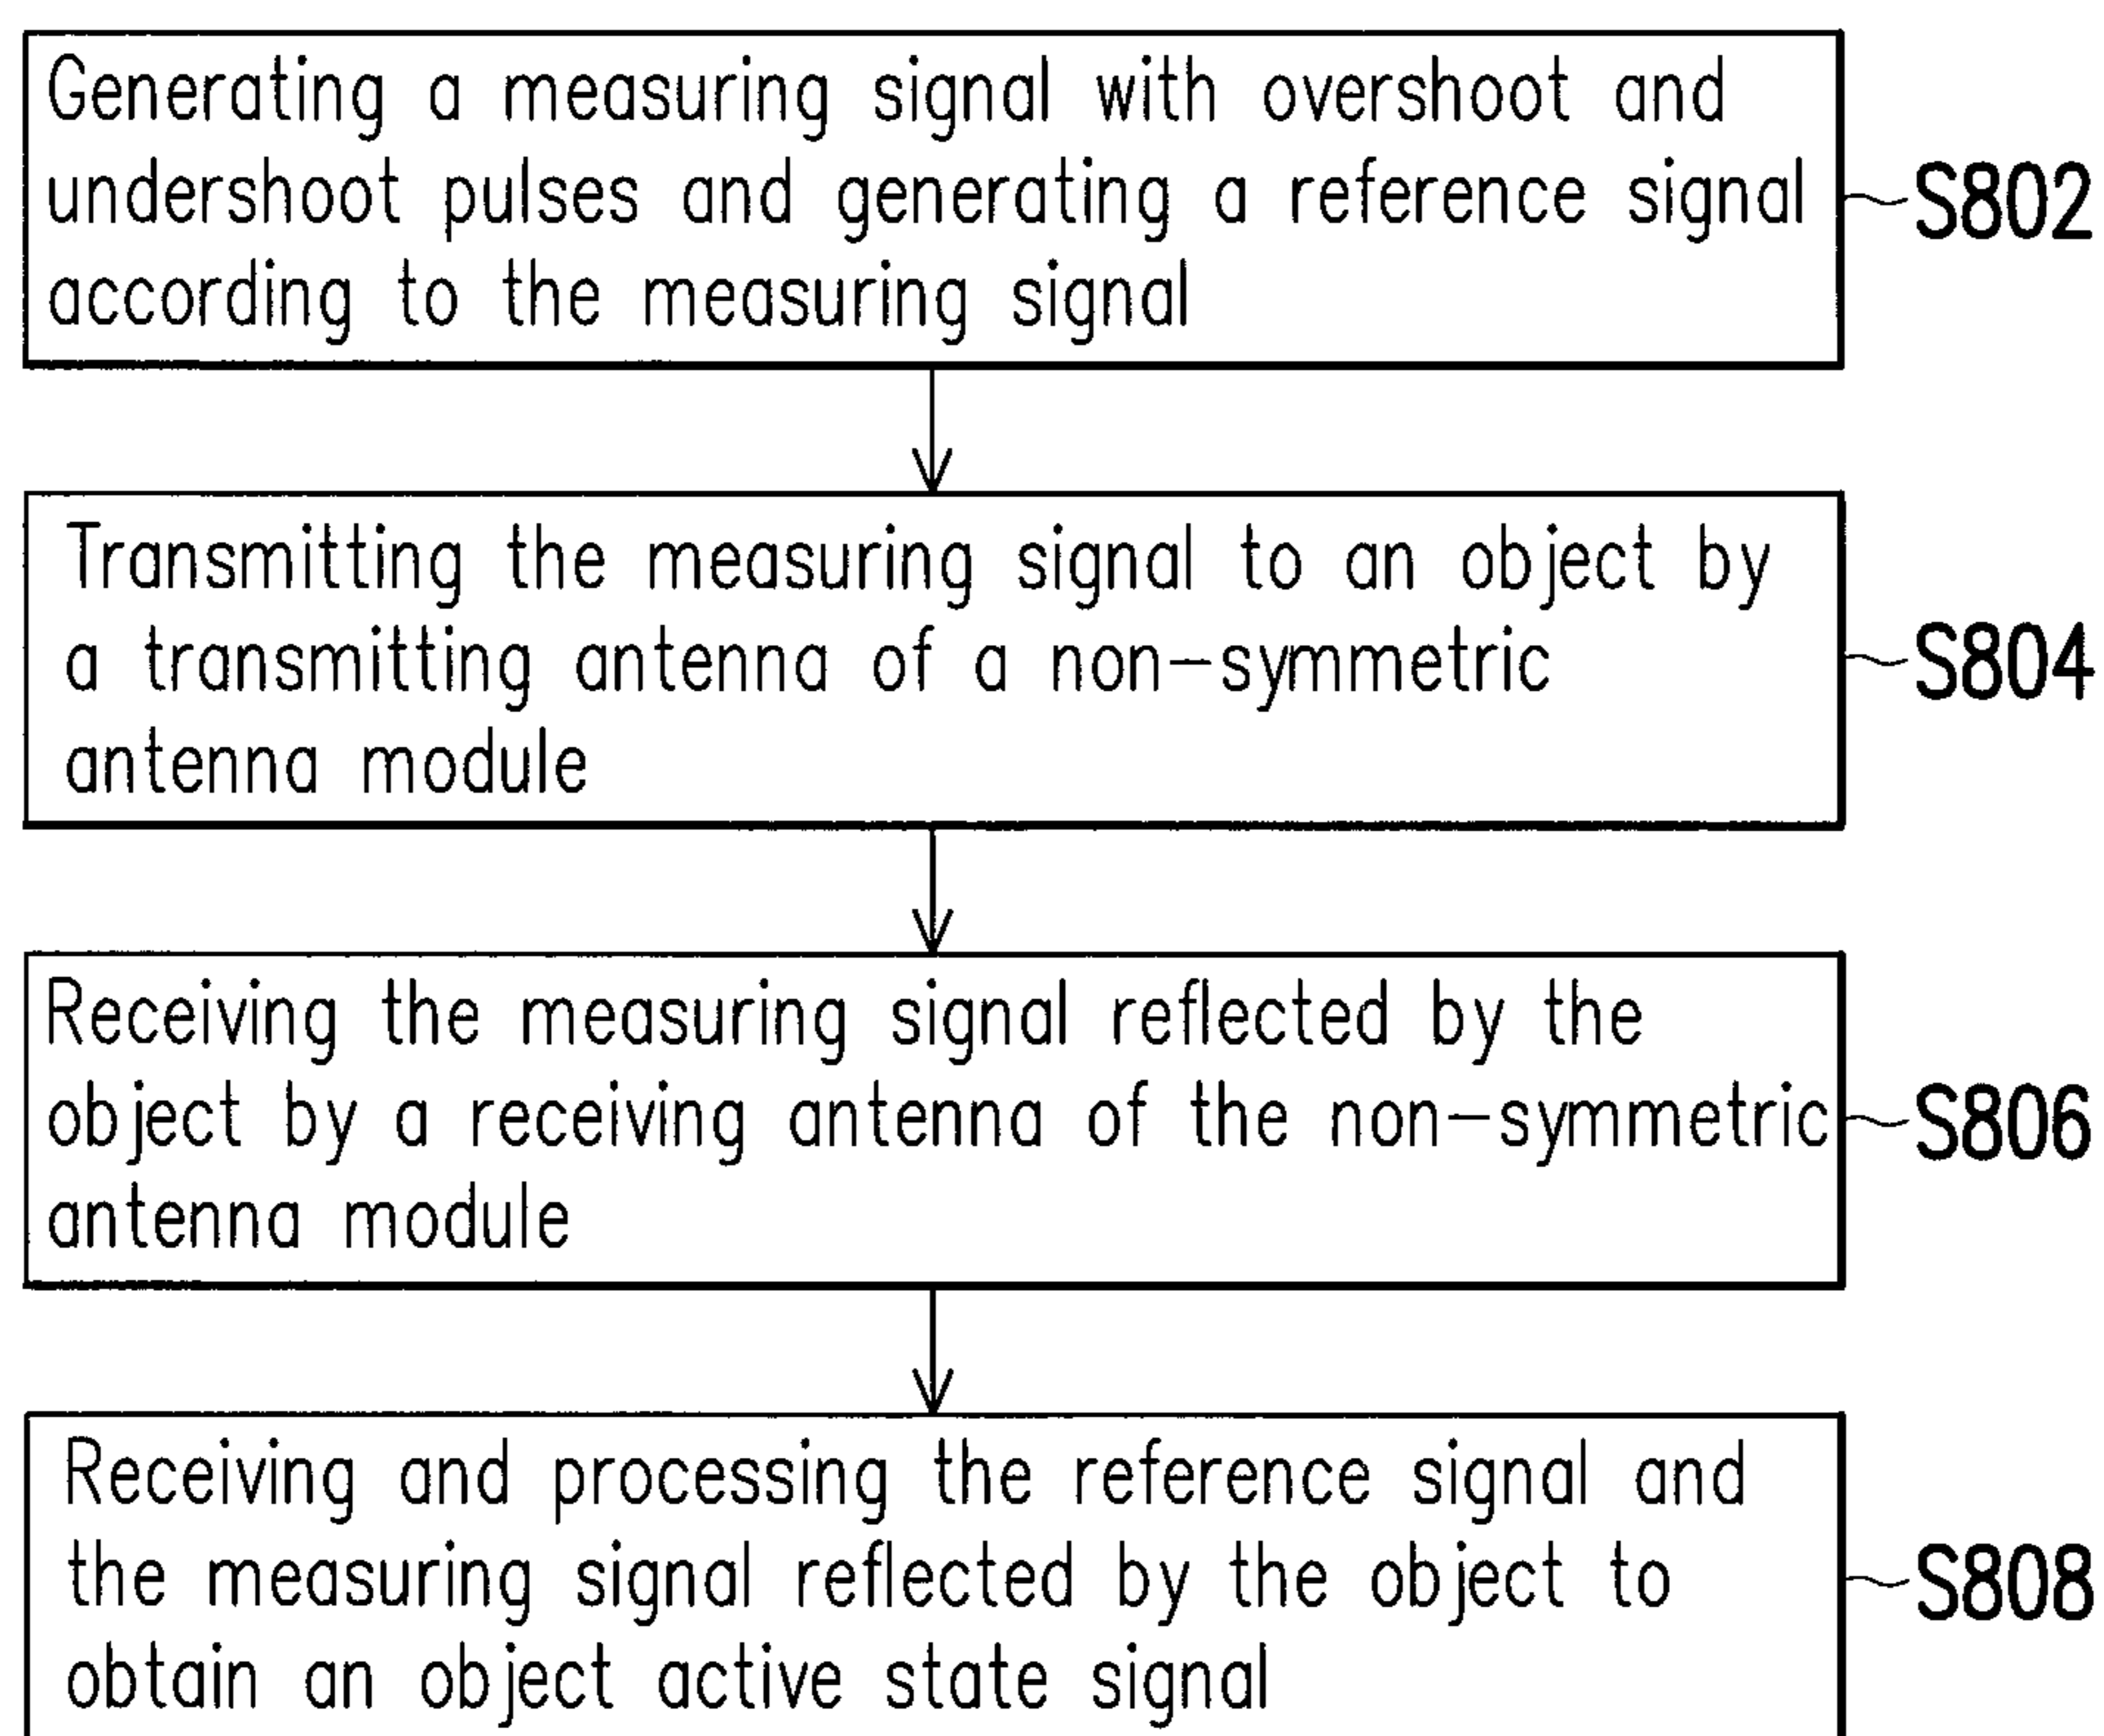 Generating a measuring signal with overshoot and
undershoot pulses and generating a reference signal
according to the measuring signal
S802
Transmitting the measuring signal to an object by
a transmitting antenna of a non-symmetric
antenna module
S804
Receiving the measuring signal reflected by the
object by a receiving antenna of the non-symmetric
antenna module
S806
Receiving and processing the reference signal and
the measuring signal reflected by the object to
obtain an object active state signal
S808